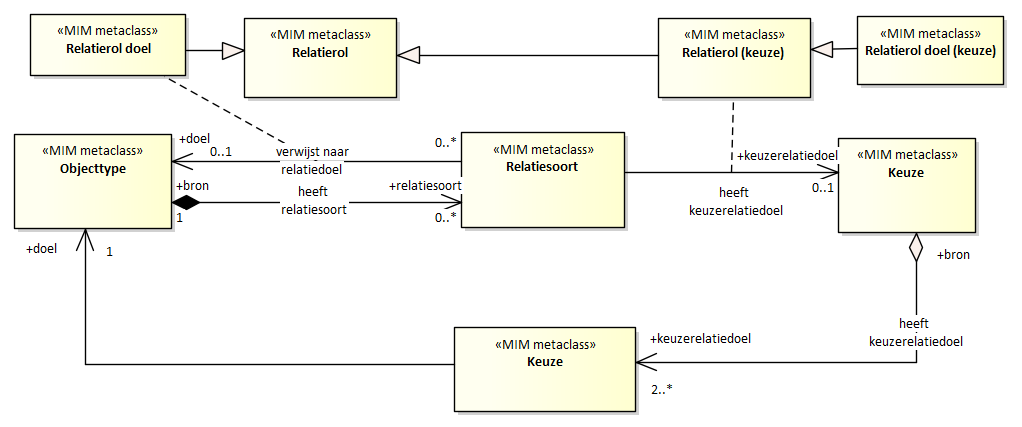 «MIM metaclass»
Relatierol doel
«MIM metaclass»
Relatierol
«MIM metaclass»
Relatierol (keuze)
«MIM metaclass»
Relatierol doel (keuze)
«MIM metaclass»
Objecttype
+doel
0..1
verwijst naar
relatiedoel
0..*
«MIM metaclass»
Relatiesoort
+keuzerelatiedoel
0..1
heeft
keuzerelatiedoel
«MIM metaclass»
Keuze
+bron
1
heeft
relatiesoort
+relatiesoort
0..*
+doel
1
+bron
heeft
keuzerelatiedoel
«MIM metaclass»
Keuze
+keuzerelatiedoel
2..*